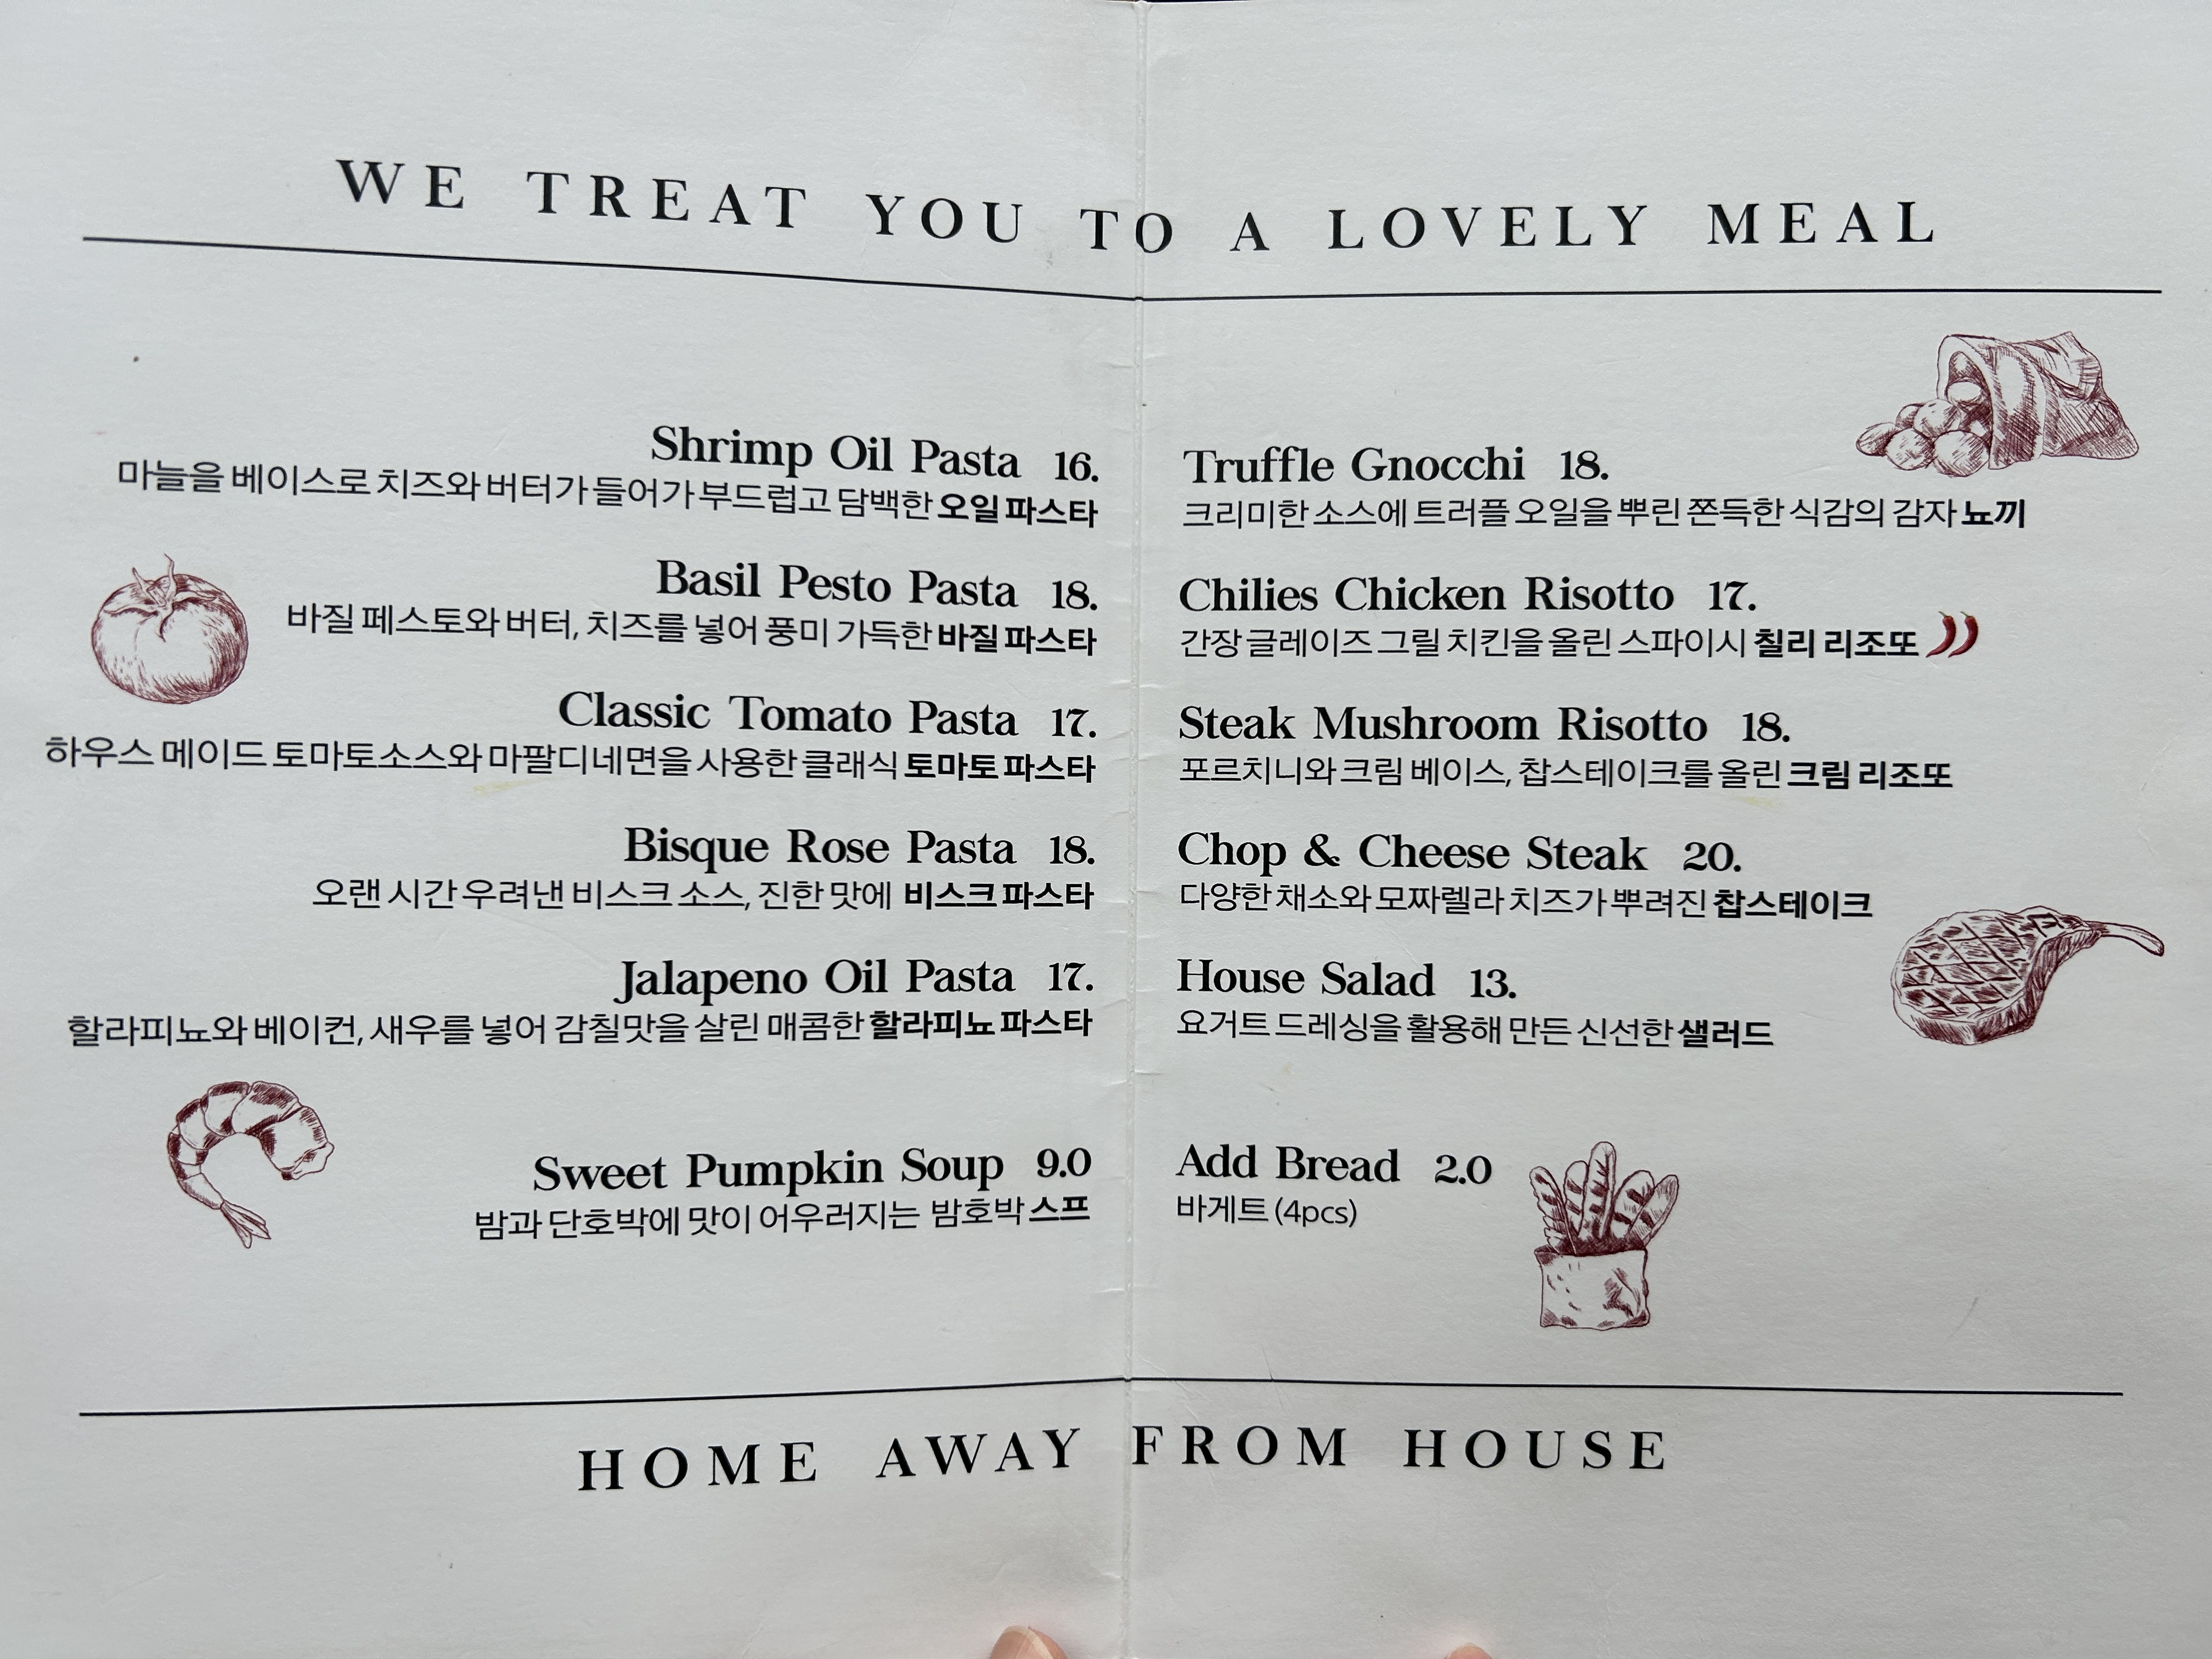 WE TREAT YOU TO A LOVELY MEAL
Shrimp Oil Pasta 16.
마늘을 베이스로 치즈와 버터가 들어가 부드럽고 담백한 오일 파스타
Basil Pesto Pasta 18.
바질 페스토와 버터, 치즈를 넣어 풍미 가득한 바질 파스타
Classic Tomato Pasta 17.
하우스 메이드 토마토소스와 마팔디네면을 사용한 클래식 토마토 파스타
Bisque Rose Pasta 18.
오랜 시간 우려낸 비스크 소스, 진한 맛에 비스크 파스타
Jalapeno Oil Pasta 17.
할라피뇨와 베이컨, 새우를 넣어 감칠맛을 살린 매콤한 할라피뇨 파스타
Sweet Pumpkin Soup 9.0
밤과 단호박에 맛이 어우러지는 밤호박 스프
Truffle Gnocchi 18.
크리미한 소스에 트러플 오일을 뿌린 쫀득한 식감의 감자 뇨끼
Chilies Chicken Risotto 17.
간장 글레이즈 그릴 치킨을 올린 스파이시 칠리 리조또
Steak Mushroom Risotto 18.
포르치니와 크림 베이스, 찹스테이크를 올린 크림 리조또
Chop & Cheese Steak 20.
다양한 채소와 모짜렐라 치즈가 뿌려진 찹스테이크
House Salad 13.
요거트 드레싱을 활용해 만든 신선한 샐러드
Add Bread 2.0
바게트 (4pcs)
HOME AWAY FROM HOUSE